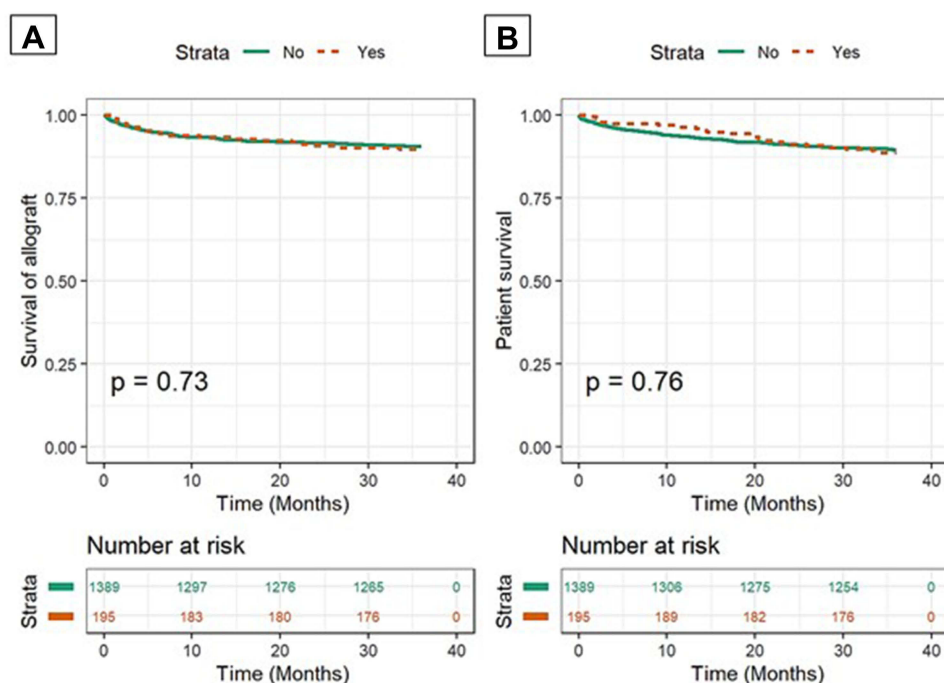 A
Strata No Yes
Survival of allograft
1.00
0.75
0.50
0.25
0.00
p = 0.73
0 10 20 30 40
Time (Months)
Number at risk
Strata
1389 1297 1276 1265 0
195 183 180 176 0
0 10 20 30 40
Time (Months)
B
Strata No Yes
Patient survival
1.00
0.75
0.50
0.25
0.00
p = 0.76
0 10 20 30 40
Time (Months)
Number at risk
Strata
1389 1306 1275 1254 0
195 189 182 176 0
0 10 20 30 40
Time (Months)